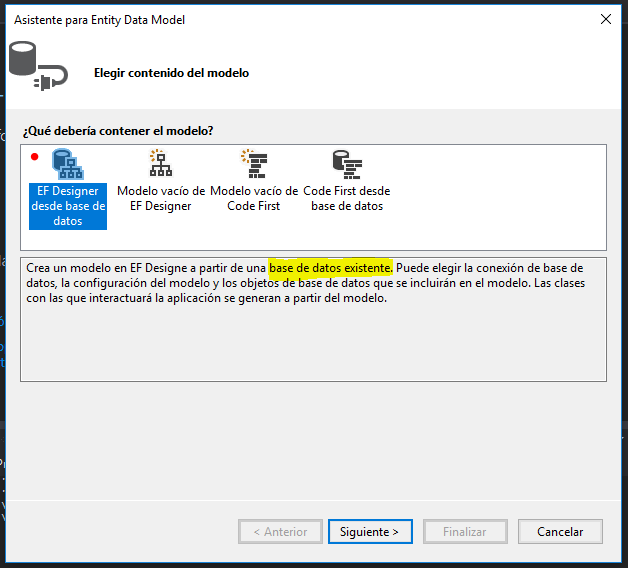 Asistente para Entity Data Model
Elegir contenido del modelo
¿Qué debería contener el modelo?
EF Designer desde base de datos
Modelo vacío de EF Designer
Modelo vacío de Code First
Code First desde base de datos
Crea un modelo en EF Designe a partir de una base de datos existente. Puede elegir la conexión de base de
datos, la configuración del modelo y los objetos de base de datos que se incluirán en el modelo. Las clases
con las que interactuará la aplicación se generan a partir del modelo.
< Anterior
Siguiente >
Finalizar
Cancelar